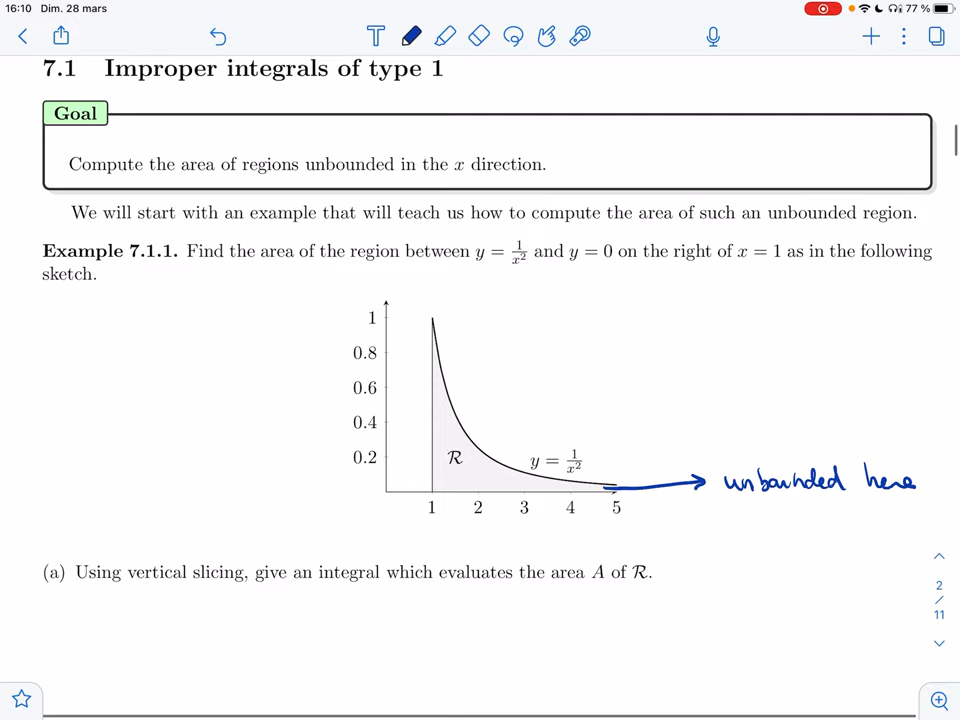 16:10 Dim. 28 mars 77 %
7.1 Improper integrals of type 1
Goal
Compute the area of regions unbounded in the x direction.
We will start with an example that will teach us how to compute the area of such an unbounded region.
Example 7.1.1. Find the area of the region between y = 1/x² and y = 0 on the right of x = 1 as in the following
sketch.
1
0.8
0.6
0.4
0.2
R
y = 1/x²
unbounded here
1 2 3 4 5
(a) Using vertical slicing, give an integral which evaluates the area A of R.
2
/
11